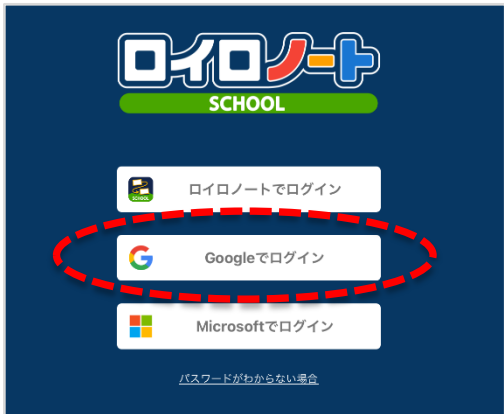 ロイロノート
SCHOOL
SCHOOL
ロイロノートでログイン
Googleでログイン
Microsoftでログイン
パスワードがわからない場合